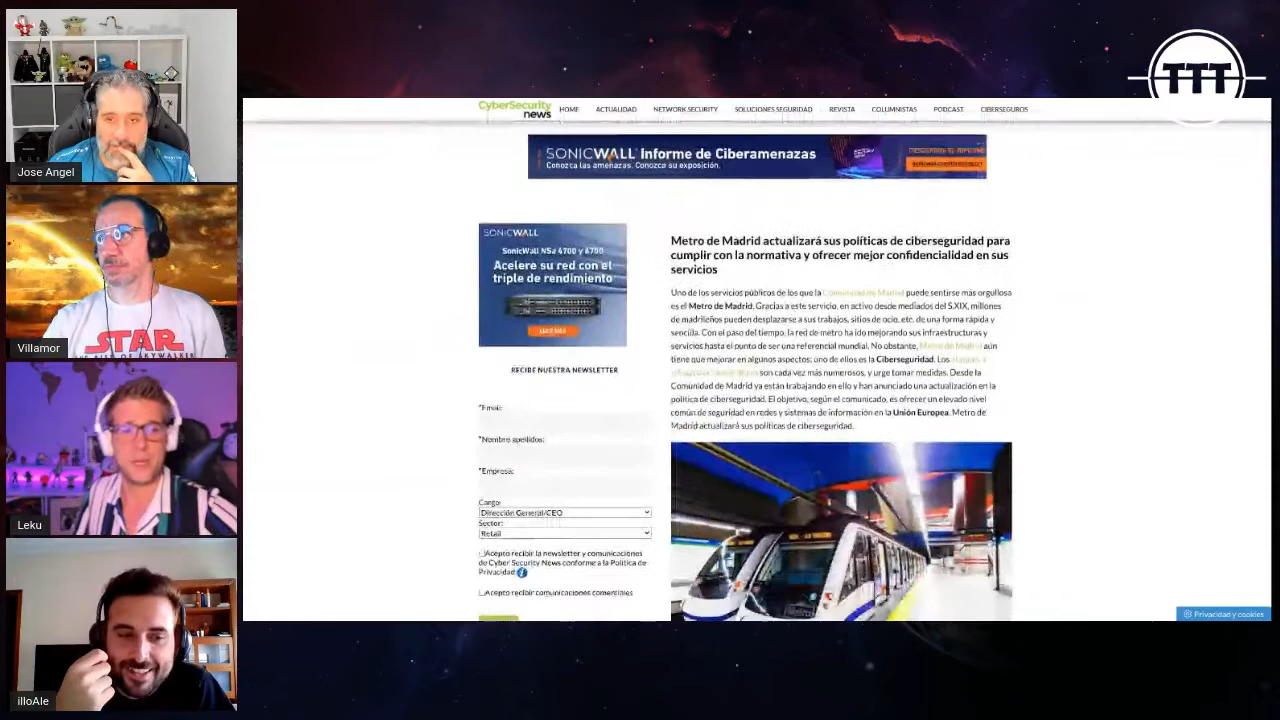 Jose Angel
Villamor
STAR
Leku
illoAle
TTT
CyberSecurity
news
HOME
ACTUALIDAD
NETWORK SECURITY
SOLUCIONES SEGURIDAD
REVISTA
COLUMNISTAS
PODCAST
CIBERSEGUROS
SONICWALL Informe de Ciberamenazas
Conozca las amenazas. Conozca su exposición.
SONICWALL
SonicWall NSa 4700 y 6700
Acelere su red con el
triple de rendimiento
RECIBE NUESTRA NEWSLETTER
*Email:
*Nombre apellidos:
*Empresa:
Cargo:
Dirección General/CEO
Sector:
Retail
Acepto recibir la newsletter y comunicaciones
de Cyber Security News conforme a la Política de
Privacidad
Acepto recibir comunicaciones comerciales
Metro de Madrid actualizará sus políticas de ciberseguridad para
cumplir con la normativa y ofrecer mejor confidencialidad en sus
servicios
Uno de los servicios públicos de los que la Comunidad de Madrid puede sentirse más orgullosa
es el Metro de Madrid. Gracias a este servicio, en activo desde mediados del S.XIX, millones
de madrileños pueden desplazarse a sus trabajos, sitios de ocio, etc. de una forma rápida y
sencilla. Con el paso del tiempo, la red de metro ha ido mejorando sus infraestructuras y
servicios hasta el punto de ser una referencial mundial. No obstante, Metro de Madrid aún
tiene que mejorar en algunos aspectos: uno de ellos es la Ciberseguridad. Los
son cada vez más numerosos, y urge tomar medidas. Desde la
Comunidad de Madrid ya están trabajando en ello y han anunciado una actualización en la
política de ciberseguridad. El objetivo, según el comunicado, es ofrecer un elevado nivel
común de seguridad en redes y sistemas de información en la Unión Europea. Metro de
Madrid actualizará sus políticas de ciberseguridad.
Privacidad y cookies